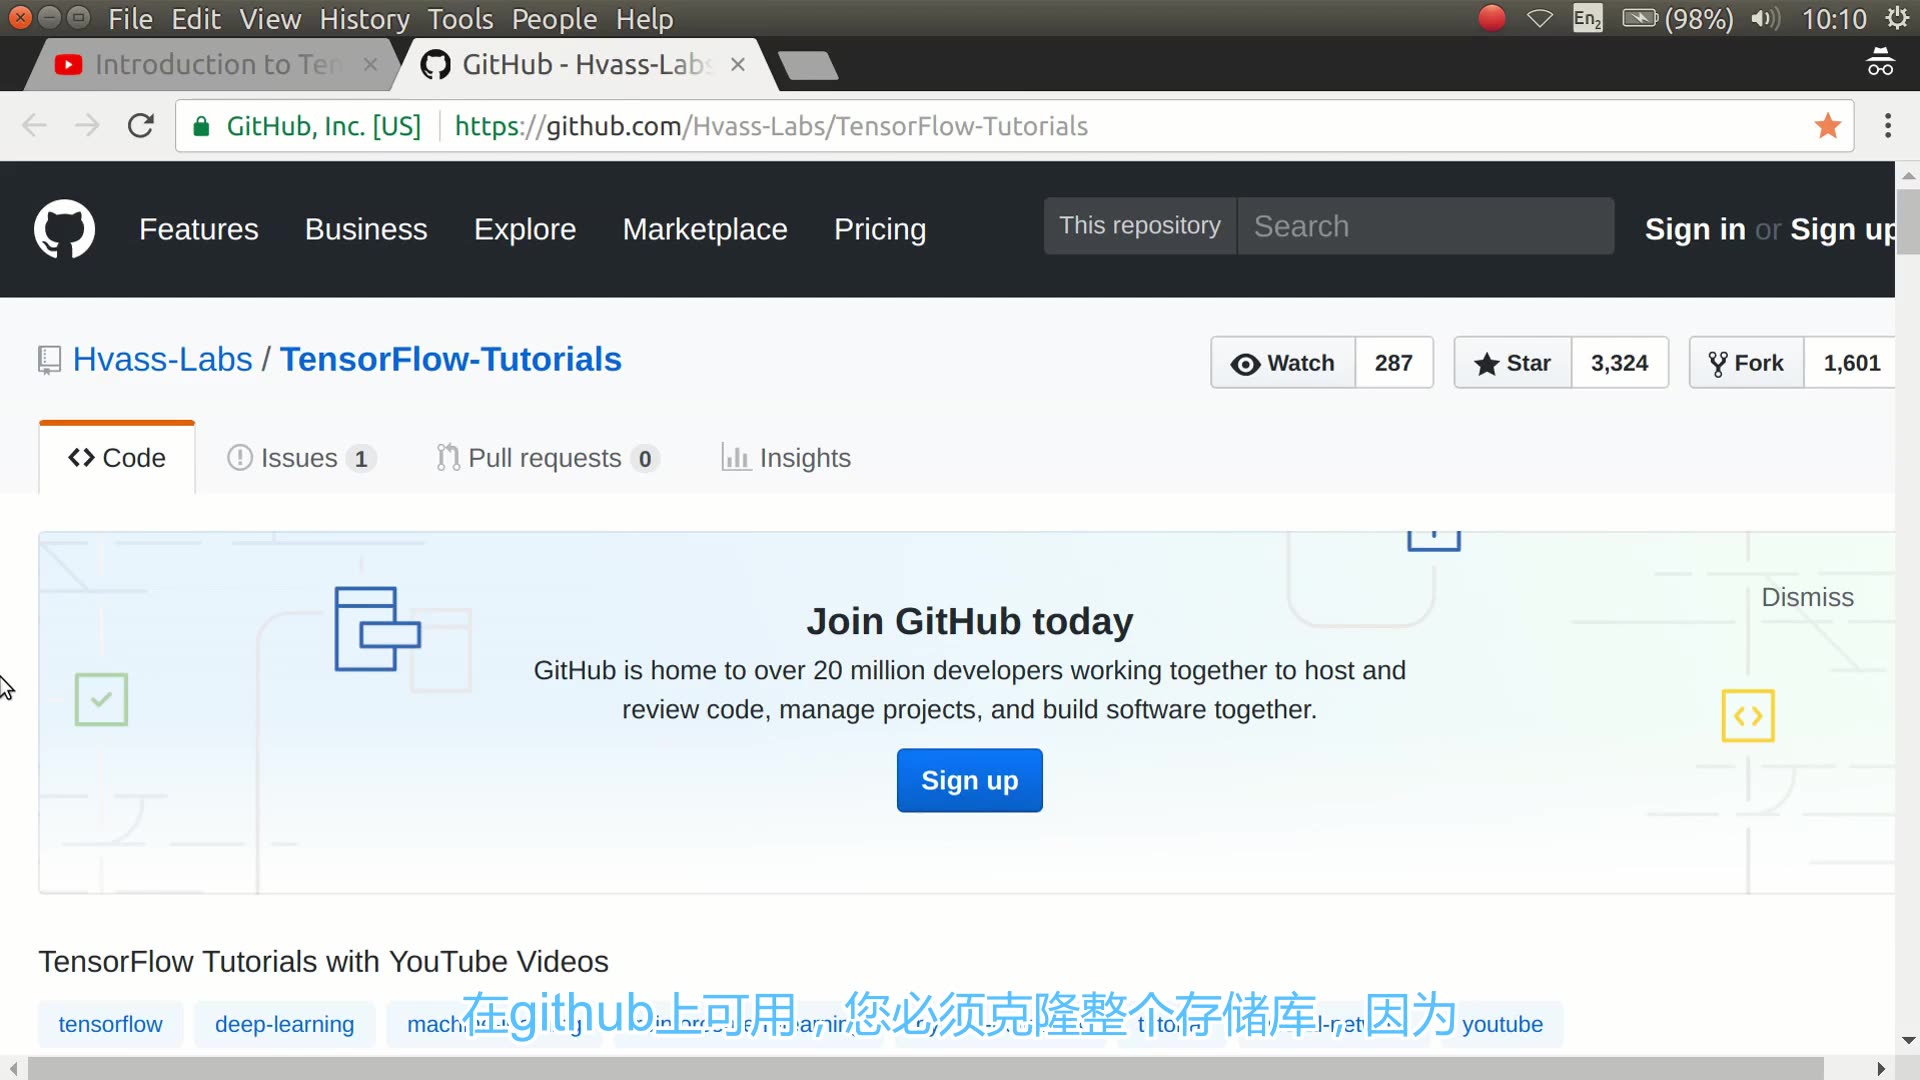 File Edit View History Tools People Help
En2 (98%) 10:10
Introduction to Ten
GitHub - Hvass-Labs
GitHub, Inc. [US] https://github.com/Hvass-Labs/TensorFlow-Tutorials
Features Business Explore Marketplace Pricing This repository Search Sign in or Sign up
Hvass-Labs / TensorFlow-Tutorials
Watch 287 Star 3,324 Fork 1,601
Code Issues 1 Pull requests 0 Insights
Join GitHub today
Dismiss
GitHub is home to over 20 million developers working together to host and
review code, manage projects, and build software together.
Sign up
TensorFlow Tutorials with YouTube Videos
tensorflow deep-learning youtube
在github上可用，您必须克隆整个存储库，因为